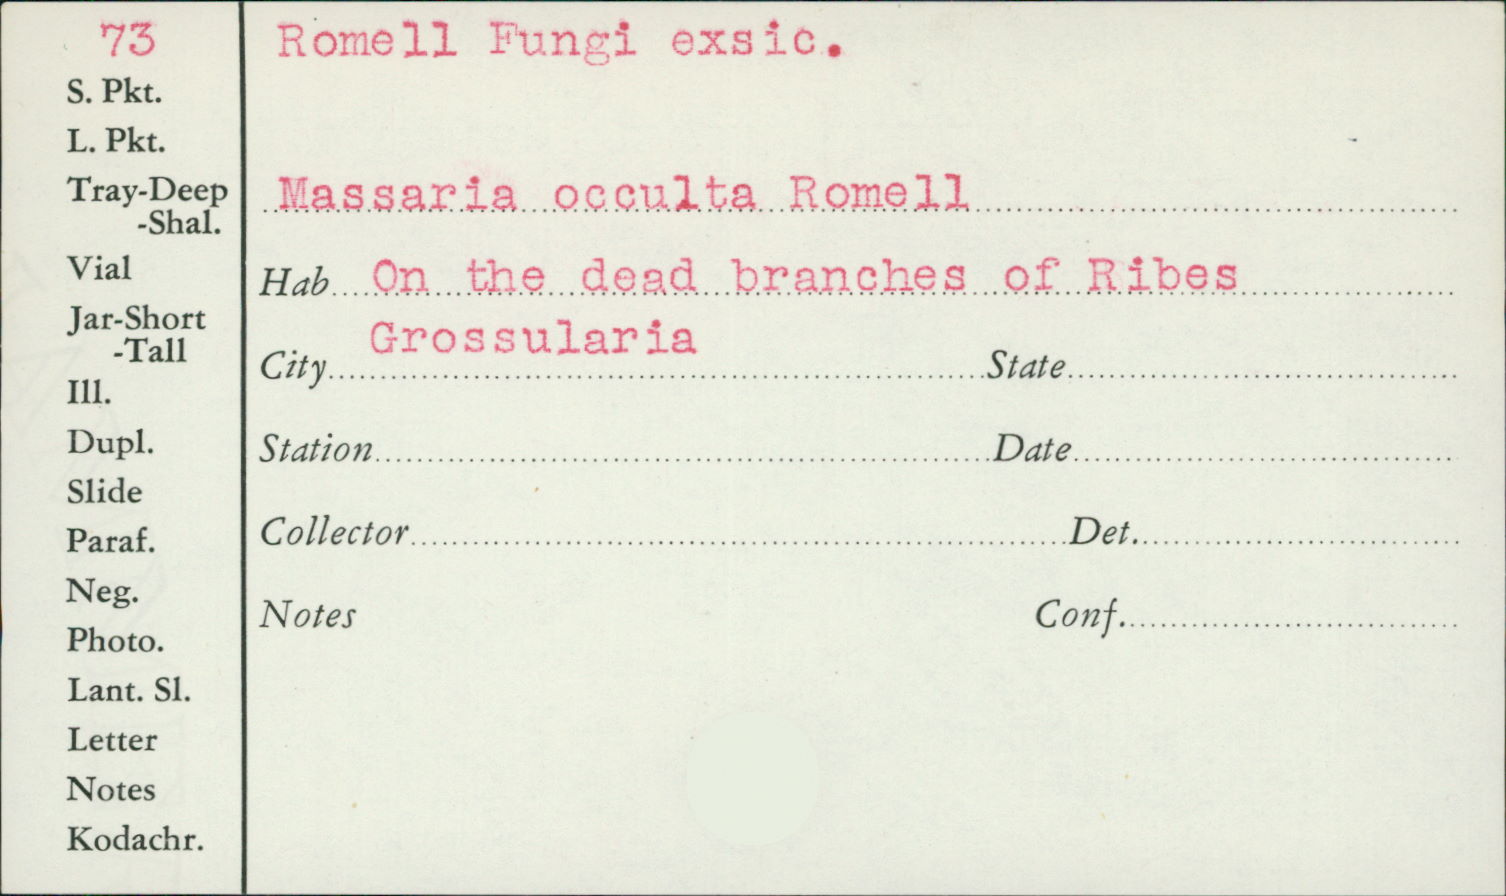 73
S. Pkt.
L. Pkt.
Tray-Deep
-Shal.
Vial
Jar-Short
-Tall
Ill.
Dupl.
Slide
Paraf.
Neg.
Photo.
Lant. Sl.
Letter
Notes
Kodachr.
Romell Fungi exsic.
Massaria occulta Romell
Hab On the dead branches of Ribes
Grossularia
City State
Station Date
Collector Det.
Notes Conf.